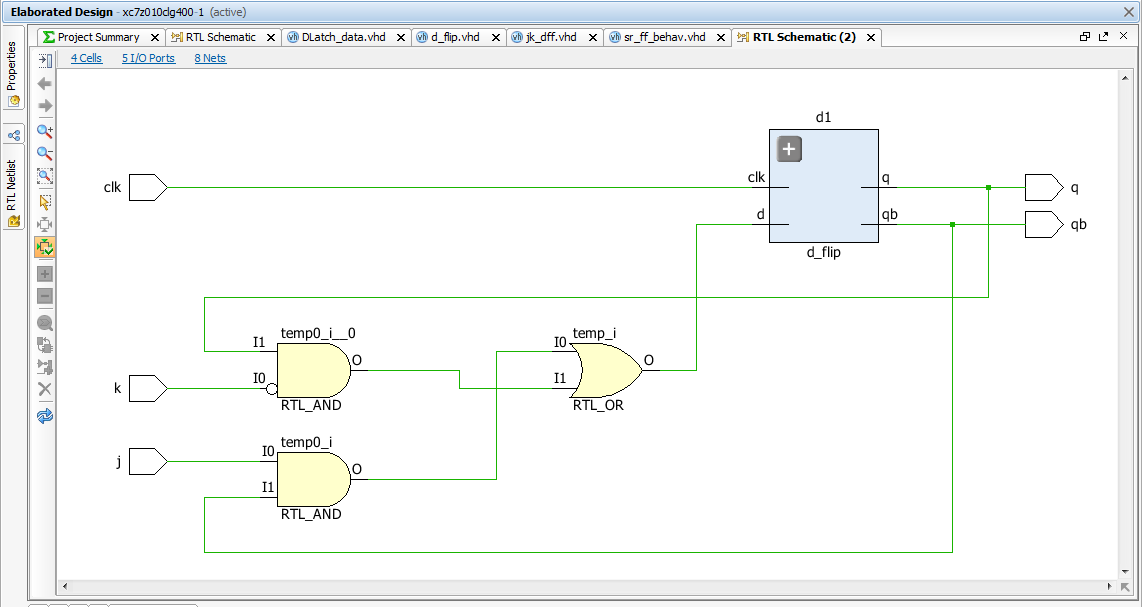 Elaborated Design - xc7z010clg400-1 (active)
Properties
RTL Netlist
Project Summary
RTL Schematic
DLatch_data.vhd
d_flip.vhd
jk_dff.vhd
sr_ff_behav.vhd
RTL Schematic (2)
4 Cells
5 I/O Ports
8 Nets
d1
clk
clk
q
q
d
qb
qb
d_flip
temp0_i__0
temp_i
I1
I0
O
O
k
I0
I1
RTL_AND
RTL_OR
temp0_i
j
I0
O
I1
RTL_AND